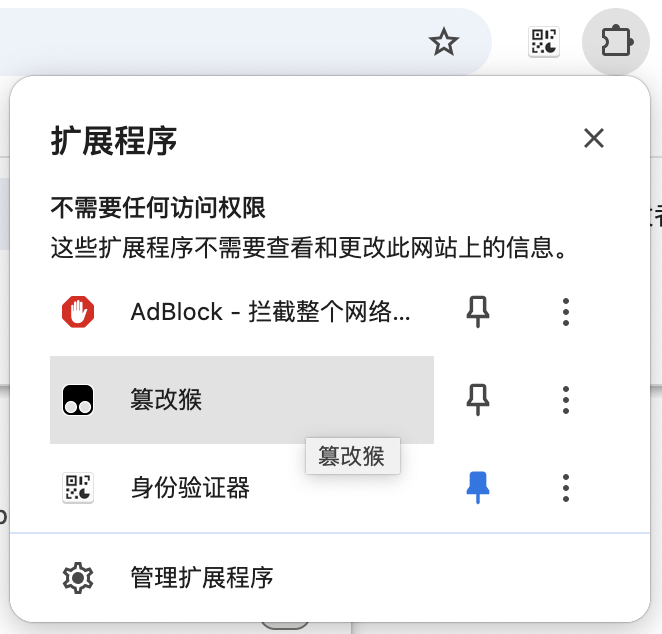 扩展程序
不需要任何访问权限
这些扩展程序不需要查看和更改此网站上的信息。
AdBlock - 拦截整个网络...
篡改猴
篡改猴
身份验证器
管理扩展程序